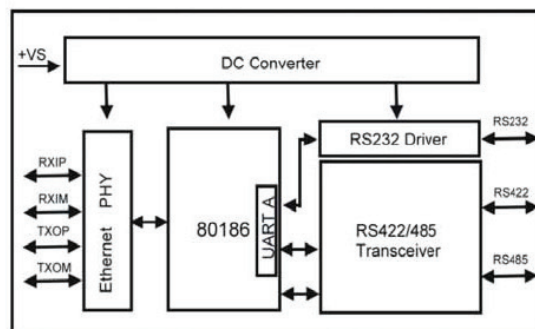 +VS
DC Converter
RS232 Driver
RS232
RXIP
RXIM
TXOP
TXOM
Ethernet PHY
80186
UART A
RS422/485
Transceiver
RS422
RS485